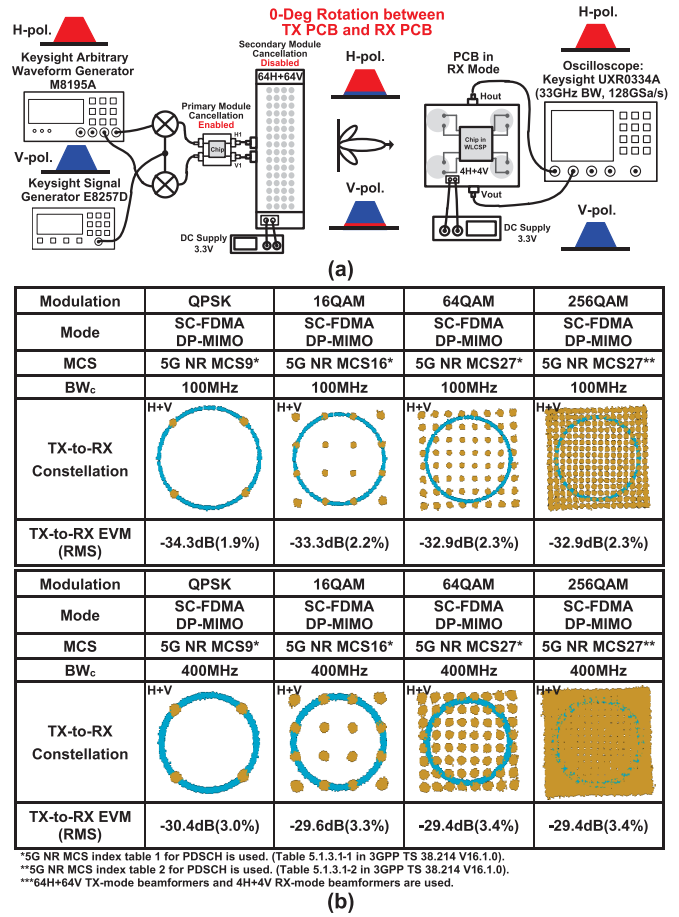 0-Deg Rotation between
TX PCB and RX PCB
H-pol.
Keysight Arbitrary
Waveform Generator
M8195A
V-pol.
Keysight Signal
Generator E8257D
Primary Module
Cancellation
Enabled
Chip
H1
V1
Secondary Module
Cancellation
Disabled
64H+64V
DC Supply
3.3V
H-pol.
V-pol.
PCB in
RX Mode
Hout
Chip in
WLCSP
4H+4V
Vout
DC Supply
3.3V
H-pol.
Oscilloscope:
Keysight UXR0334A
(33GHz BW, 128GSa/s)
V-pol.
(a)
Modulation QPSK 16QAM 64QAM 256QAM
Mode SC-FDMA DP-MIMO SC-FDMA DP-MIMO SC-FDMA DP-MIMO SC-FDMA DP-MIMO
MCS 5G NR MCS9* 5G NR MCS16* 5G NR MCS27* 5G NR MCS27**
BWc 100MHz 100MHz 100MHz 100MHz
H+V H+V H+V H+V
TX-to-RX
Constellation
TX-to-RX EVM
(RMS) -34.3dB(1.9%) -33.3dB(2.2%) -32.9dB(2.3%) -32.9dB(2.3%)
Modulation QPSK 16QAM 64QAM 256QAM
Mode SC-FDMA DP-MIMO SC-FDMA DP-MIMO SC-FDMA DP-MIMO SC-FDMA DP-MIMO
MCS 5G NR MCS9* 5G NR MCS16* 5G NR MCS27* 5G NR MCS27**
BWc 400MHz 400MHz 400MHz 400MHz
H+V H+V H+V H+V
TX-to-RX
Constellation
TX-to-RX EVM
(RMS) -30.4dB(3.0%) -29.6dB(3.3%) -29.4dB(3.4%) -29.4dB(3.4%)
*5G NR MCS index table 1 for PDSCH is used. (Table 5.1.3.1-1 in 3GPP TS 38.214 V16.1.0).
**5G NR MCS index table 2 for PDSCH is used. (Table 5.1.3.1-2 in 3GPP TS 38.214 V16.1.0).
***64H+64V TX-mode beamformers and 4H+4V RX-mode beamformers are used.
(b)